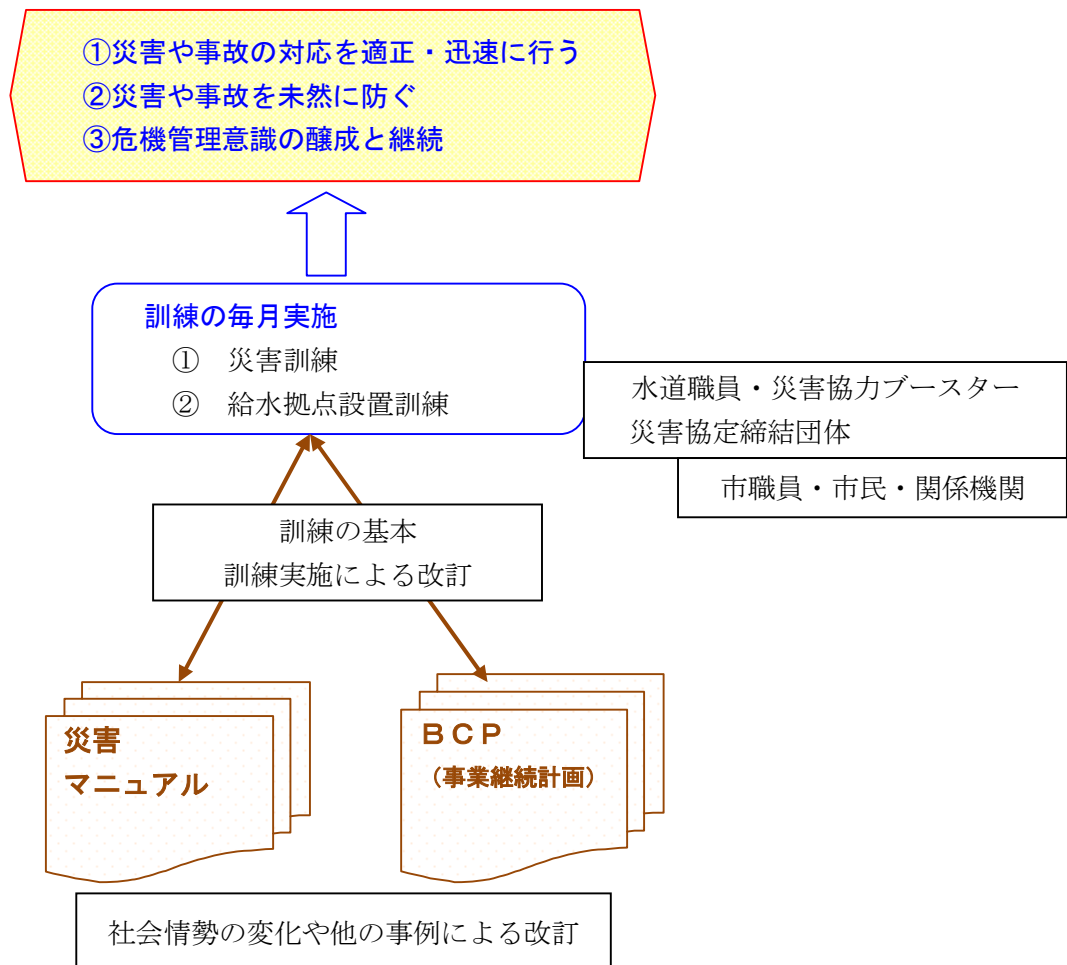 ①災害や事故の対応を適正・迅速に行う
②災害や事故を未然に防ぐ
③危機管理意識の醸成と継続
訓練の毎月実施
① 災害訓練
② 給水拠点設置訓練
水道職員・災害協力ブースター
災害協定締結団体
市職員・市民・関係機関
訓練の基本
訓練実施による改訂
災害
マニュアル
ＢＣＰ
（事業継続計画）
社会情勢の変化や他の事例による改訂